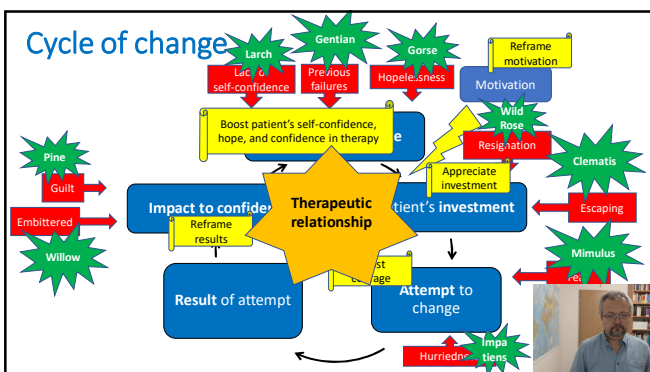 Cycle of change
Larch
Gentian
Gorse
Reframe
motivation
self-confidence
Previous
failures
Hopelessness
Motivation
Boost patient's self-confidence,
hope, and confidence in therapy
Wild
Rose
Resignation
Pine
Guilt
Clematis
Appreciate
investment
Embittered
Impact to
Therapeutic
relationship
investment
Escaping
Reframe
results
Willow
Mimulus
Result of attempt
Attempt to
change
Impa
tiens